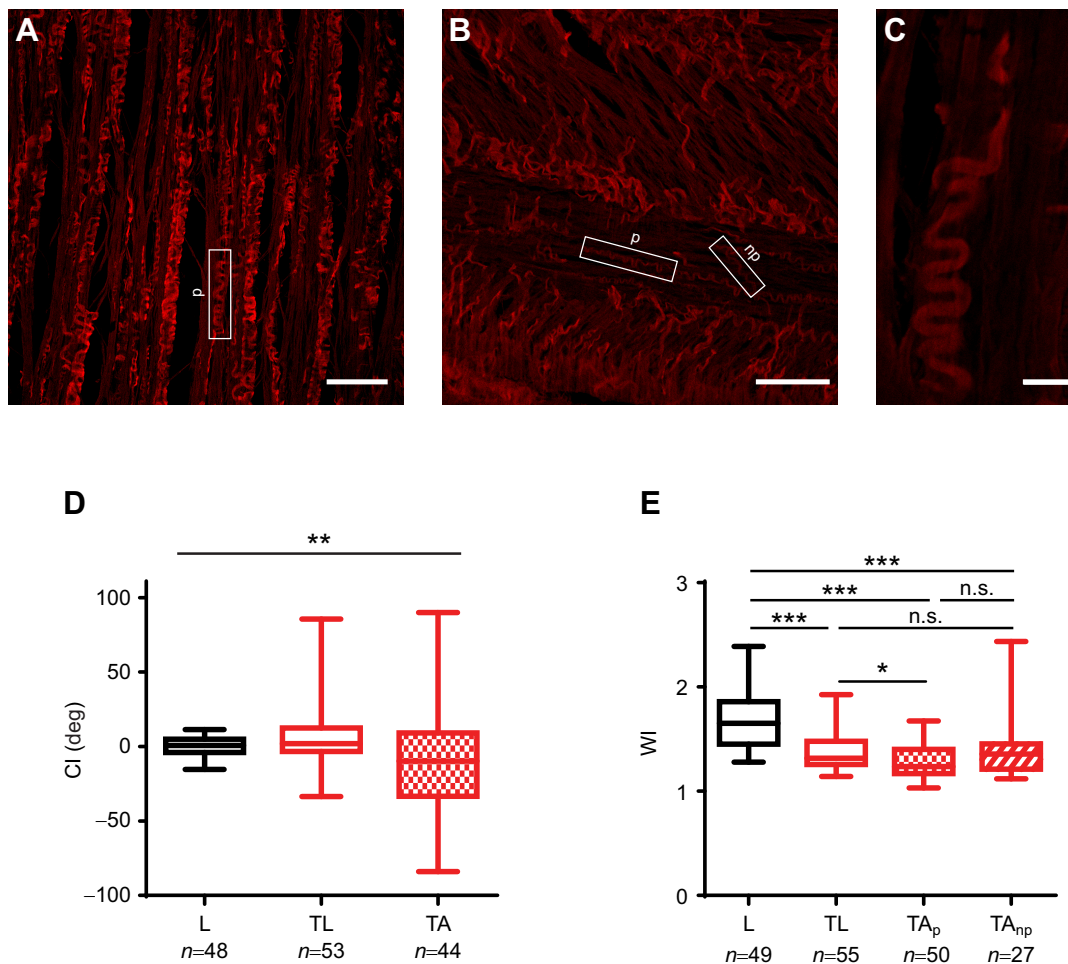 A
B
C
p
p
np
D
**
CI (deg)
100
50
0
–50
–100
L
TL
TA
n=48
n=53
n=44
E
***
***
n.s.
***
n.s.
*
WI
3
2
1
0
L
TL
TAp
TAnp
n=49
n=55
n=50
n=27